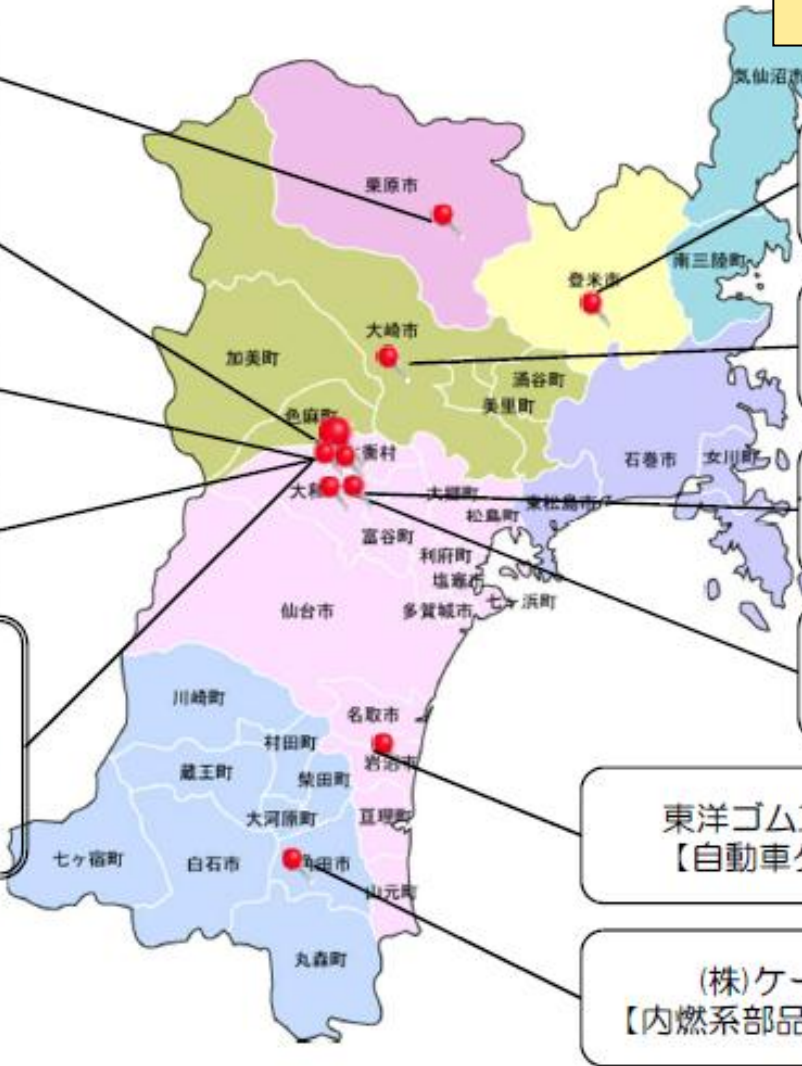 気仙沼市
栗原市
南三陸町
登米市
大崎市
加美町
涌谷町
美里町
色麻町
衡村
石巻市
女川町
大和
大郷町
東松島市
松島町
富谷町
利府町
塩竈市
七ヶ浜町
仙台市
多賀城市
川崎町
名取市
村田町
岩沼市
蔵王町
柴田町
大河原町
亘理町
七ヶ宿町
白石市
田市
山元町
丸森町
東洋ゴム
【自動車
(株)ケー
【内燃系部品